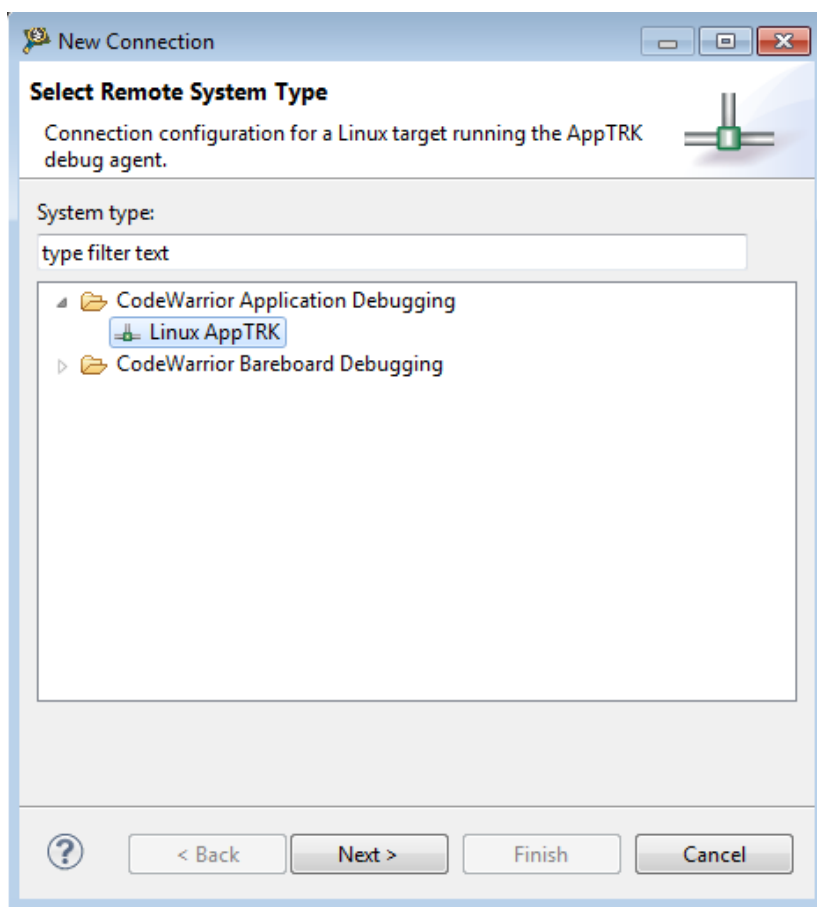 New Connection
Select Remote System Type
Connection configuration for a Linux target running the AppTRK
debug agent.
System type:
type filter text
CodeWarrior Application Debugging
Linux AppTRK
CodeWarrior Bareboard Debugging
? < Back Next > Finish Cancel